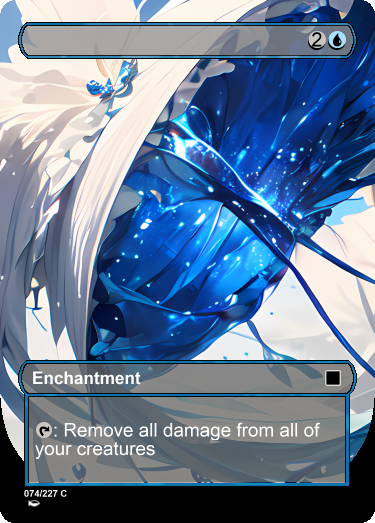 2
Enchantment
: Remove all damage from all of
your creatures
074/227 C